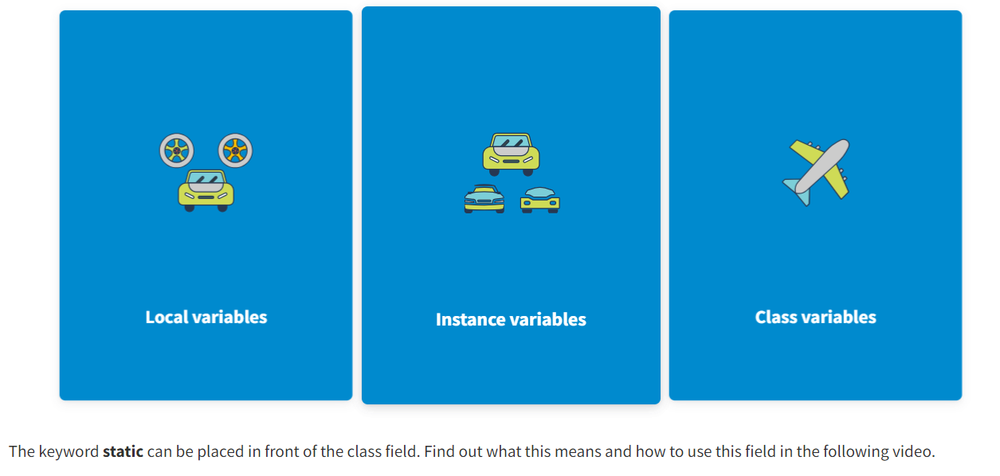 Local variables
Instance variables
Class variables
The keyword static can be placed in front of the class field. Find out what this means and how to use this field in the following video.